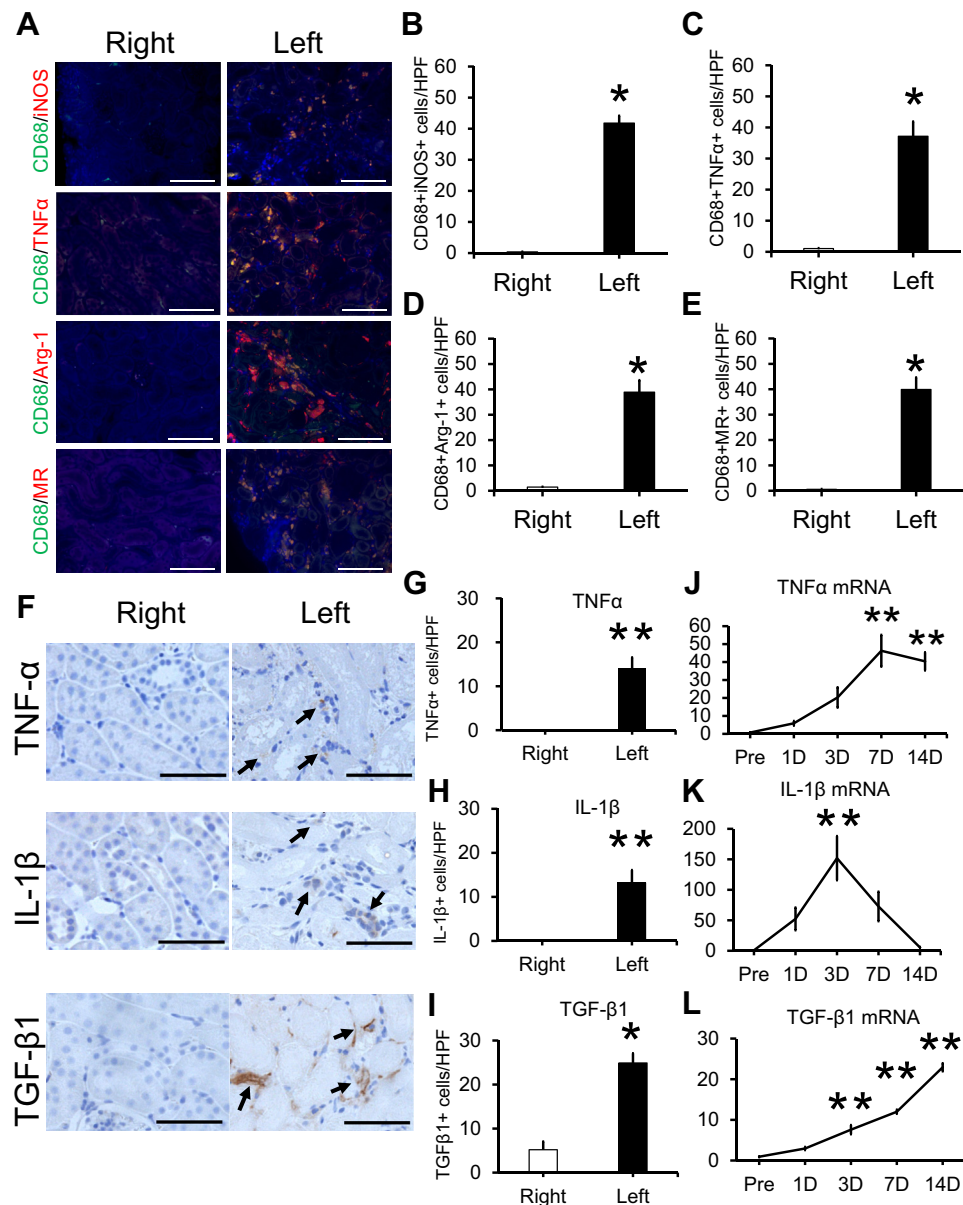 A
Right Left
CD68/iNOS
CD68/TNFα
CD68/Arg-1
CD68/MR
B
CD68+iNOS+ cells/HPF
60
50
40
30
20
10
0
*
Right Left
C
CD68+TNFα+ cells/HPF
60
50
40
30
20
10
0
*
Right Left
D
CD68+Arg-1+ cells/HPF
60
50
40
30
20
10
0
*
Right Left
E
CD68+MR+ cells/HPF
60
50
40
30
20
10
0
*
Right Left
F
Right Left
TNF-α
IL-1β
TGF-β1
G
TNFα
TNFα+ cells/HPF
30
20
10
0
**
Right Left
H
IL-1β
IL-1β+ cells/HPF
30
20
10
0
**
Right Left
I
TGF-β1
TGFβ1+ cells/HPF
30
20
10
0
*
Right Left
J
TNFα mRNA
60
50
40
30
20
10
0
** **
Pre 1D 3D 7D 14D
K
IL-1β mRNA
200
150
100
50
0
**
Pre 1D 3D 7D 14D
L
TGF-β1 mRNA
30
20
10
0
** ** **
Pre 1D 3D 7D 14D